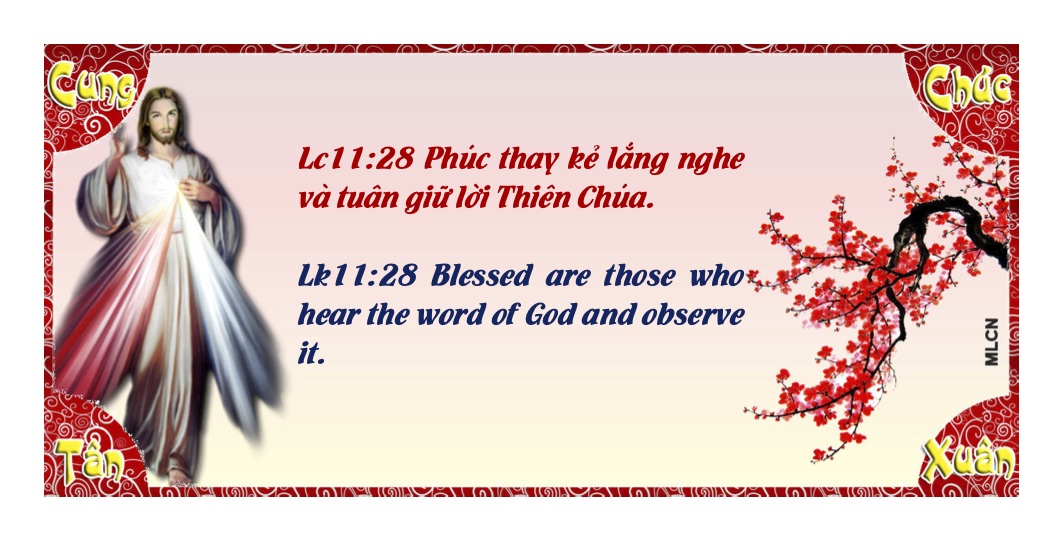 Cung
Chúc
Lc11:28 Phúc thay kẻ lắng nghe
và tuân giữ lời Thiên Chúa.
Lk11:28 Blessed are those who
hear the word of God and observe
it.
MLCN
Tân
Xuân